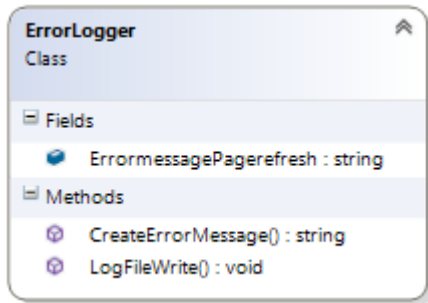 ErrorLogger
Class
Fields
ErrormessagePagerefresh : string
Methods
CreateErrorMessage() : string
LogFileWrite() : void